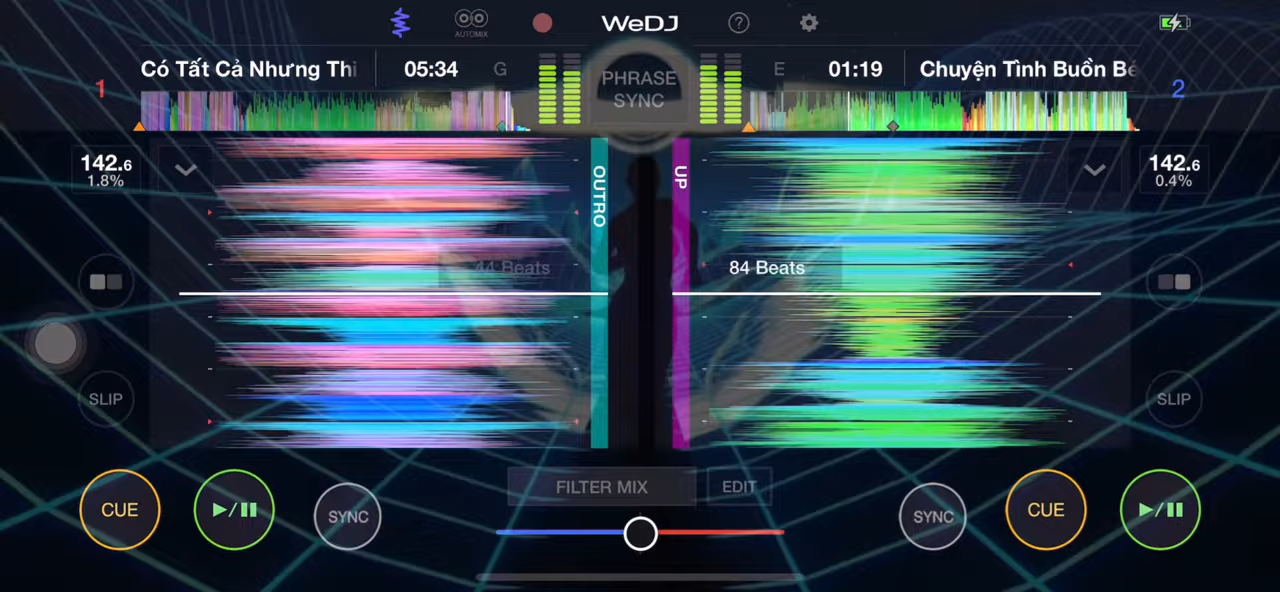 WeDJ
?
AUTOMIX
1
Có Tất Cả Nhưng Thi
05:34
G
PHRASE
SYNC
E
01:19
Chuyện Tình Buồn Bé
2
142.6
1.8%
OUTRO
UP
142.6
0.4%
44 Beats
84 Beats
SLIP
SLIP
FILTER MIX
EDIT
CUE
▶/❚❚
SYNC
SYNC
CUE
▶/❚❚